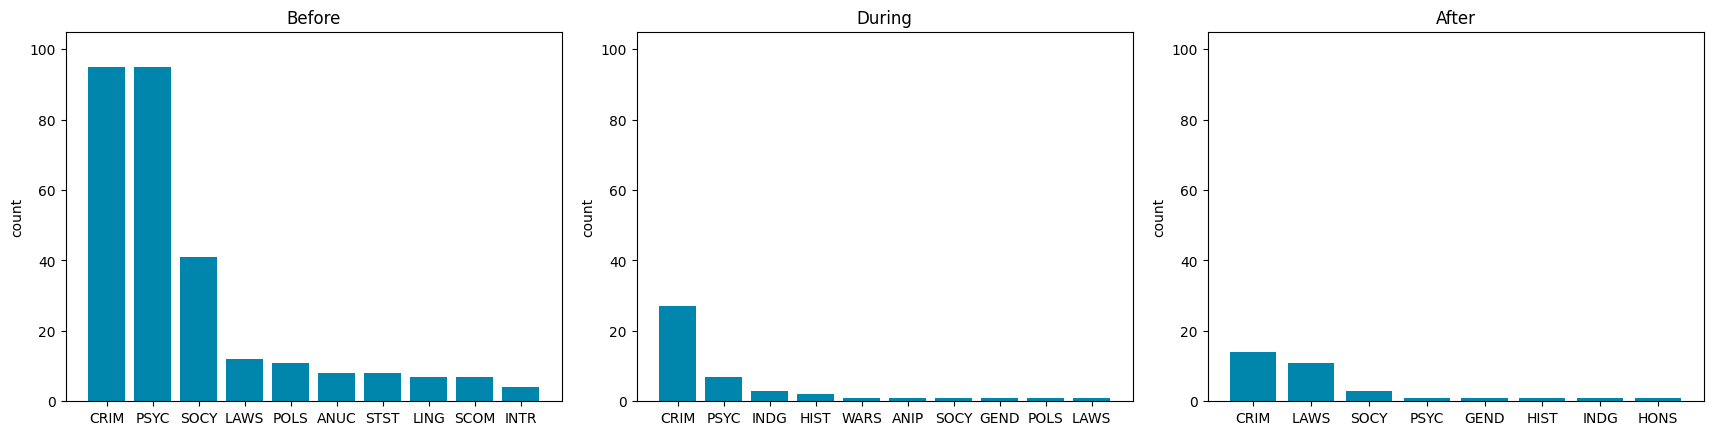 Before
100
80
60
40
20
0
count
CRIM PSYC SOCY LAWS POLS ANUC STST LING SCOM INTR
During
100
80
60
40
20
0
count
CRIM PSYC INDG HIST WARS ANIP SOCY GEND POLS LAWS
After
100
80
60
40
20
0
count
CRIM LAWS SOCY PSYC GEND HIST INDG HONS